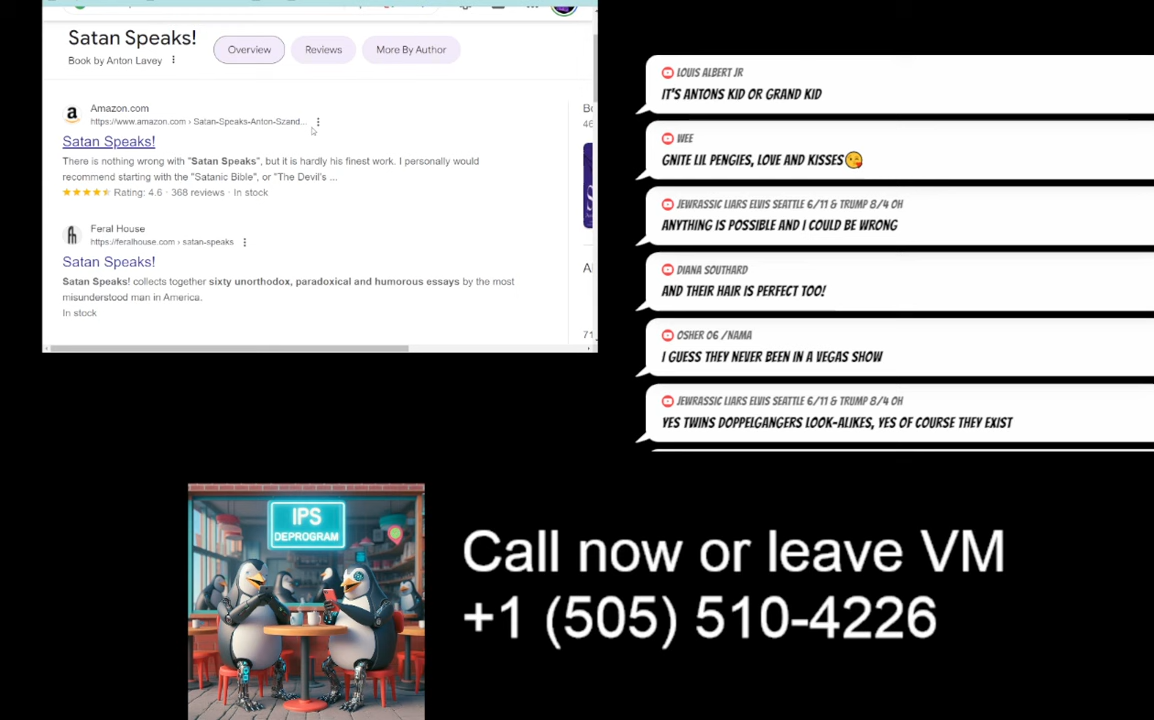 Satan Speaks!
Book by Anton Lavey
Overview
Reviews
More By Author
a
Amazon.com
https://www.amazon.com › Satan-Speaks-Anton-Szand...
Satan Speaks!
There is nothing wrong with "Satan Speaks", but it is hardly his finest work. I personally would
recommend starting with the "Satanic Bible", or "The Devil's ...
Rating: 4.6 · 368 reviews · In stock
fh
Feral House
https://feralhouse.com › satan-speaks
Satan Speaks!
Satan Speaks! collects together sixty unorthodox, paradoxical and humorous essays by the most
misunderstood man in America.
In stock
46
71
LOUIS ALBERT JR
IT'S ANTONS KID OR GRAND KID
WEE
GNITE LIL PENGIES, LOVE AND KISSES😘
JEWRASSIC LIARS ELVIS SEATTLE 6/11 & TRUMP 8/4 OH
ANYTHING IS POSSIBLE AND I COULD BE WRONG
DIANA SOUTHARD
AND THEIR HAIR IS PERFECT TOO!
OSHER 06 /NAMA
I GUESS THEY NEVER BEEN IN A VEGAS SHOW
JEWRASSIC LIARS ELVIS SEATTLE 6/11 & TRUMP 8/4 OH
YES TWINS DOPPELGANGERS LOOK-ALIKES, YES OF COURSE THEY EXIST
IPS
DEPROGRAM
Call now or leave VM
+1 (505) 510-4226